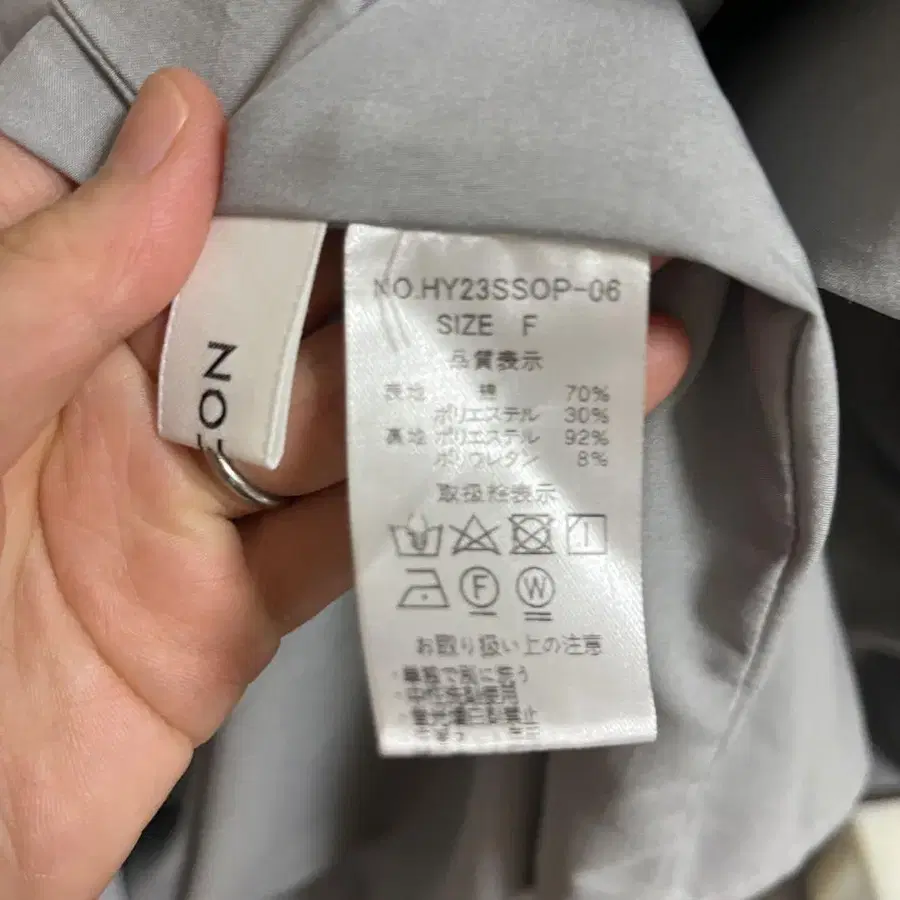 EON
NO.HY23SSOP-06
SIZE F
品質表示
表地 綿 70%
ポリエステル 30%
裏地 ポリエステル 92%
ポリウレタン 8%
取扱絵表示
F W
お取り扱い上の注意
・単独で別に洗う
・中性洗剤使用